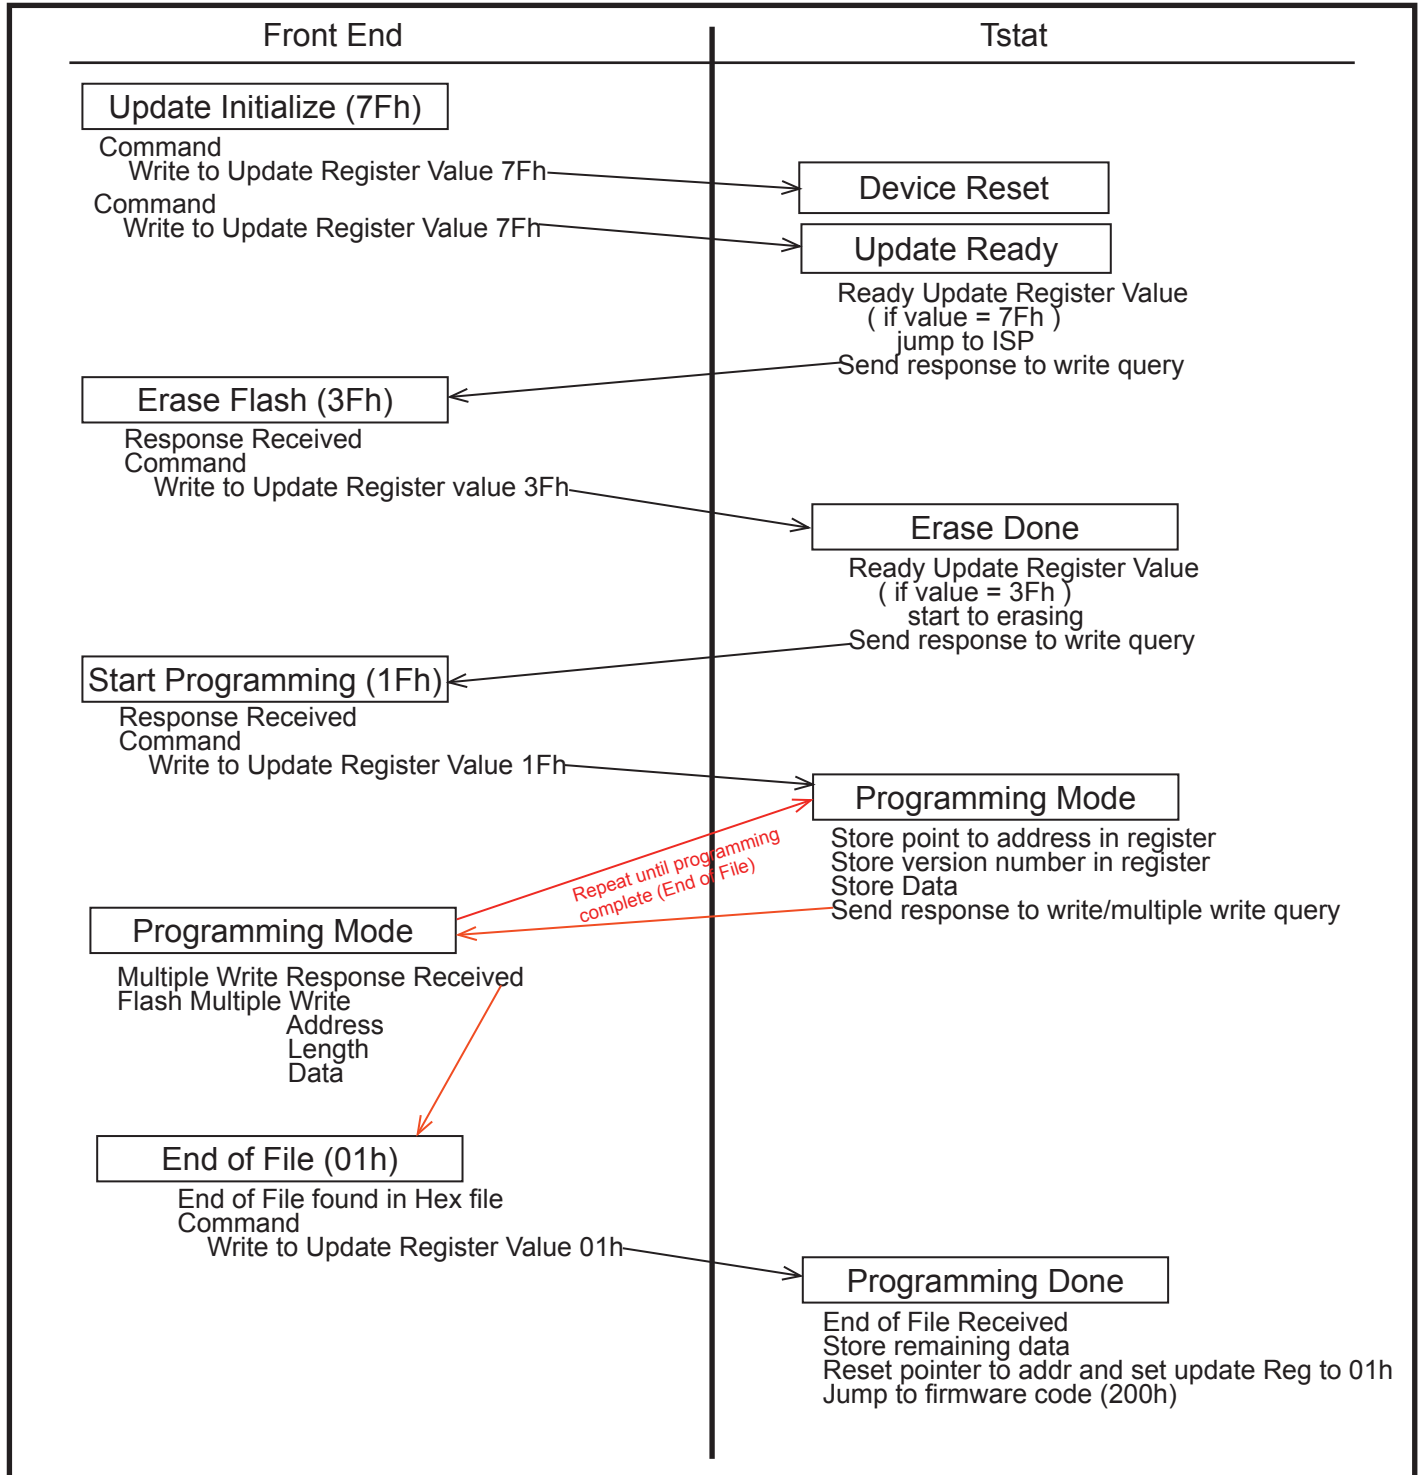 Front End
Tstat
Update Initialize (7Fh)
Command
Write to Update Register Value 7Fh
Device Reset
Command
Write to Update Register Value 7Fh
Update Ready
Ready Update Register Value
( if value = 7Fh )
jump to ISP
Send response to write query
Erase Flash (3Fh)
Response Received
Command
Write to Update Register value 3Fh
Erase Done
Ready Update Register Value
( if value = 3Fh )
start to erasing
Send response to write query
Start Programming (1Fh)
Response Received
Command
Write to Update Register Value 1Fh
Programming Mode
Store point to address in register
Store version number in register
Store Data
Send response to write/multiple write query
Repeat until programming
complete (End of File)
Programming Mode
Multiple Write Response Received
Flash Multiple Write
Address
Length
Data
End of File (01h)
End of File found in Hex file
Command
Write to Update Register Value 01h
Programming Done
End of File Received
Store remaining data
Reset pointer to addr and set update Reg to 01h
Jump to firmware code (200h)